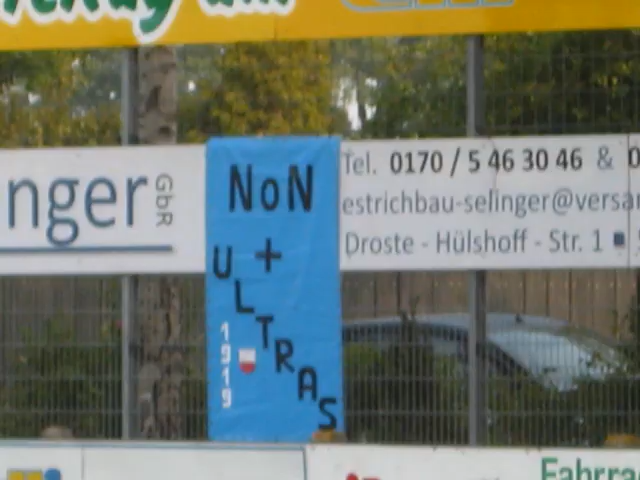 nger GbR
NoN
+
ULTRAS
1919
Tel. 0170 / 5 46 30 46 &
estrichbau-selinger@versa
Droste - Hülshoff - Str. 1
Fahrra